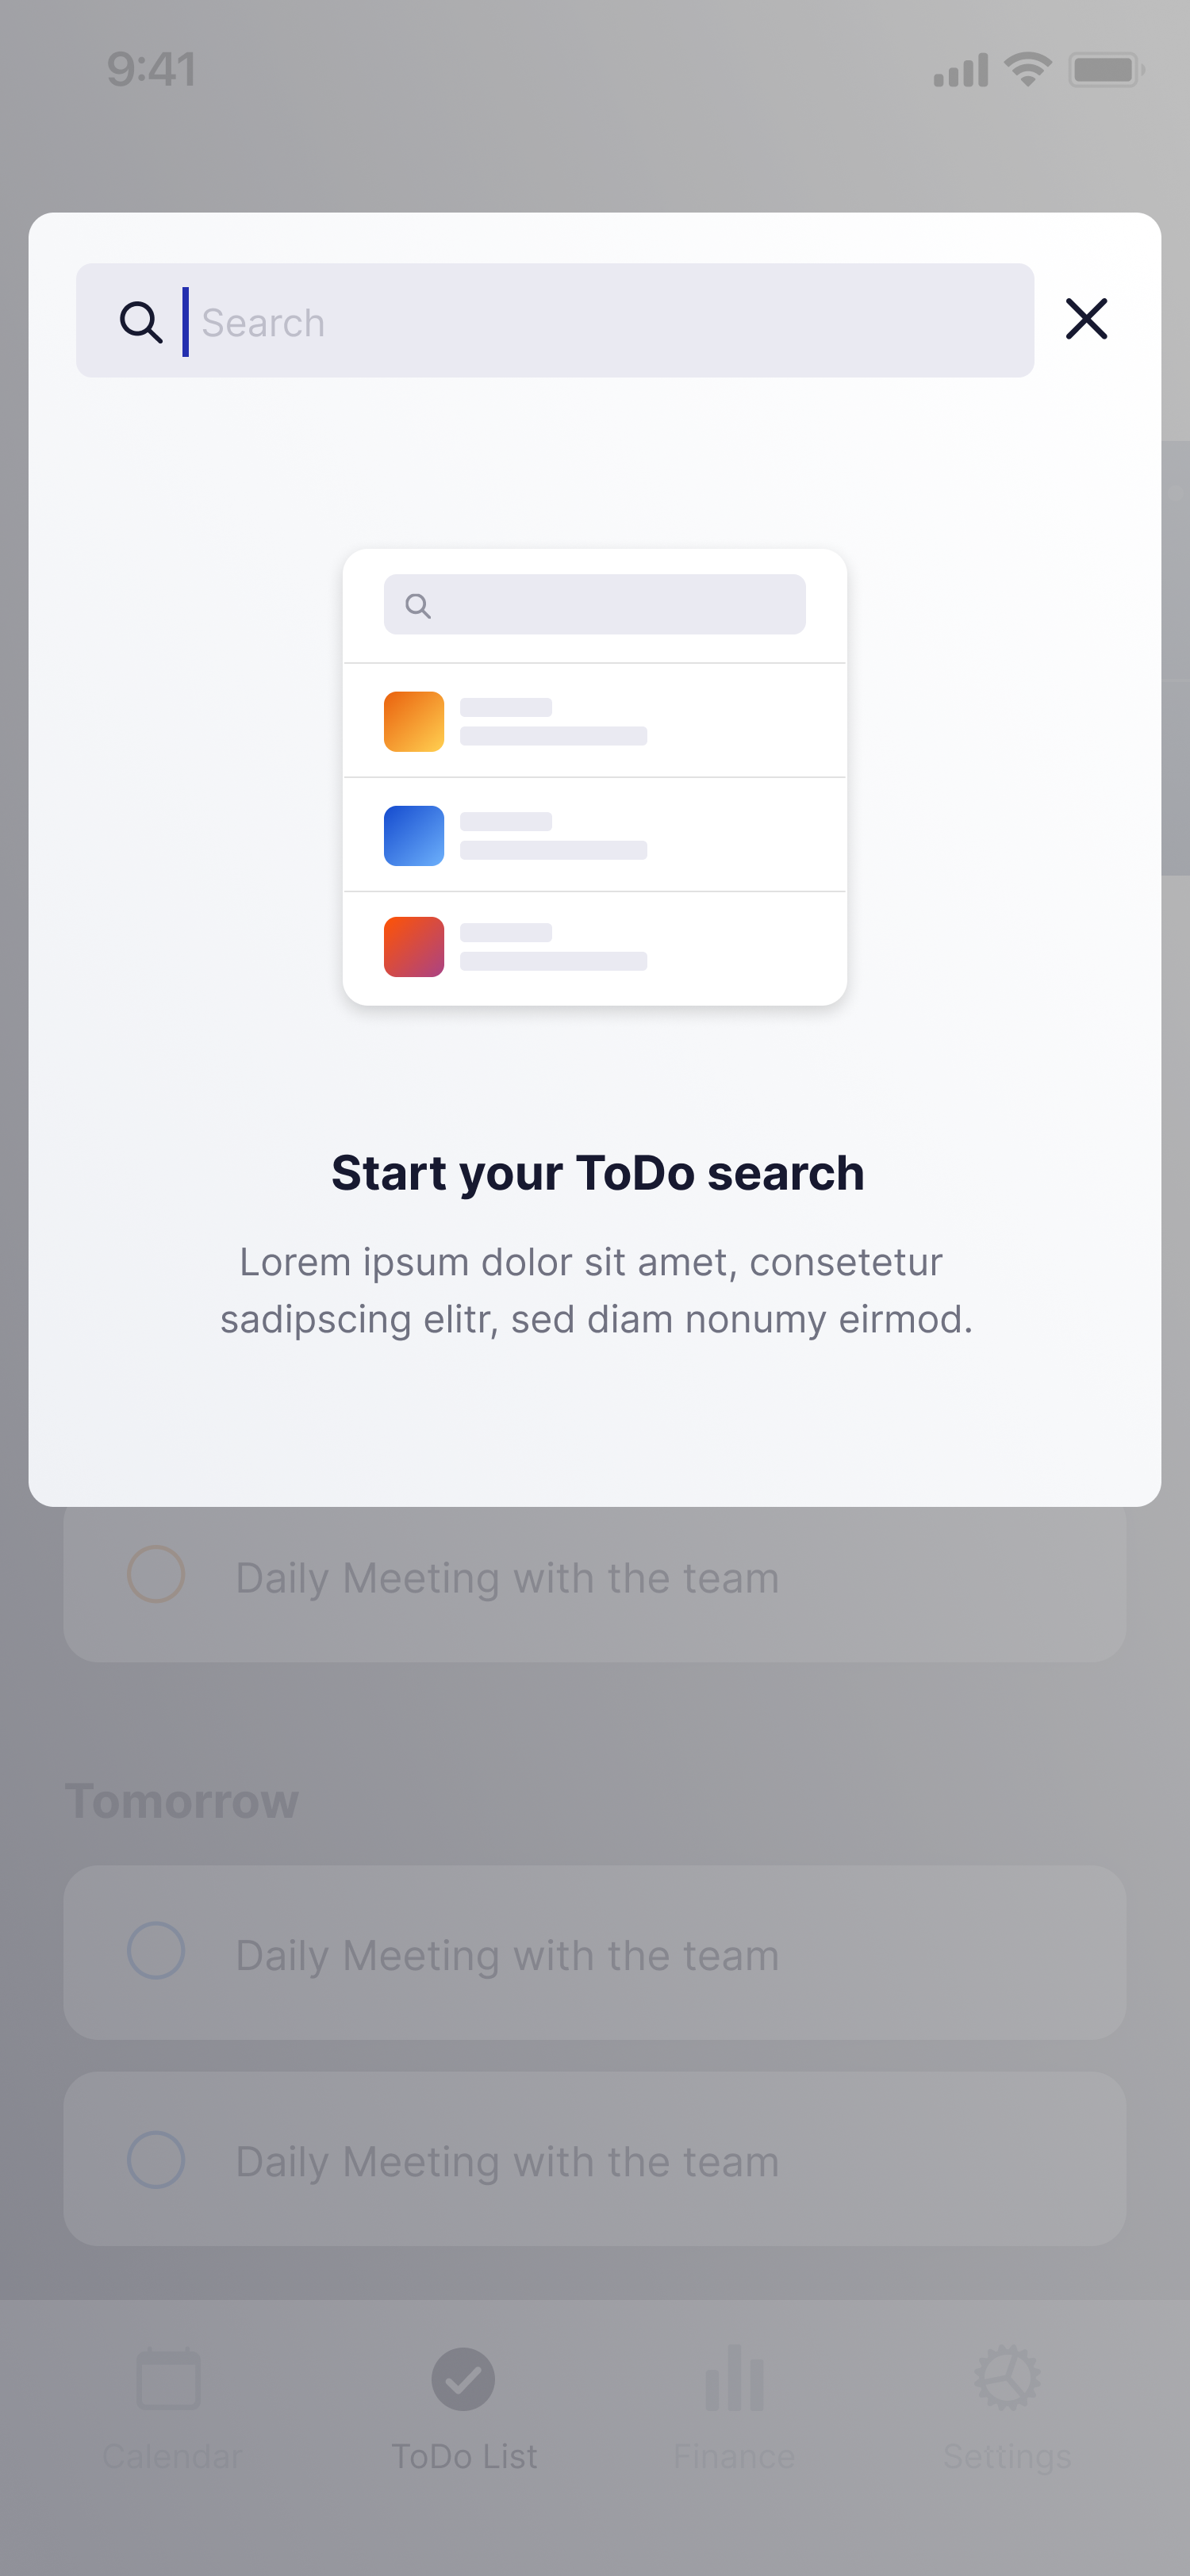 9:41
Search
Start your ToDo search
Lorem ipsum dolor sit amet, consetetur
sadipscing elitr, sed diam nonumy eirmod.
Daily Meeting with the team
Tomorrow
Daily Meeting with the team
Daily Meeting with the team
Calendar
ToDo List
Finance
Settings